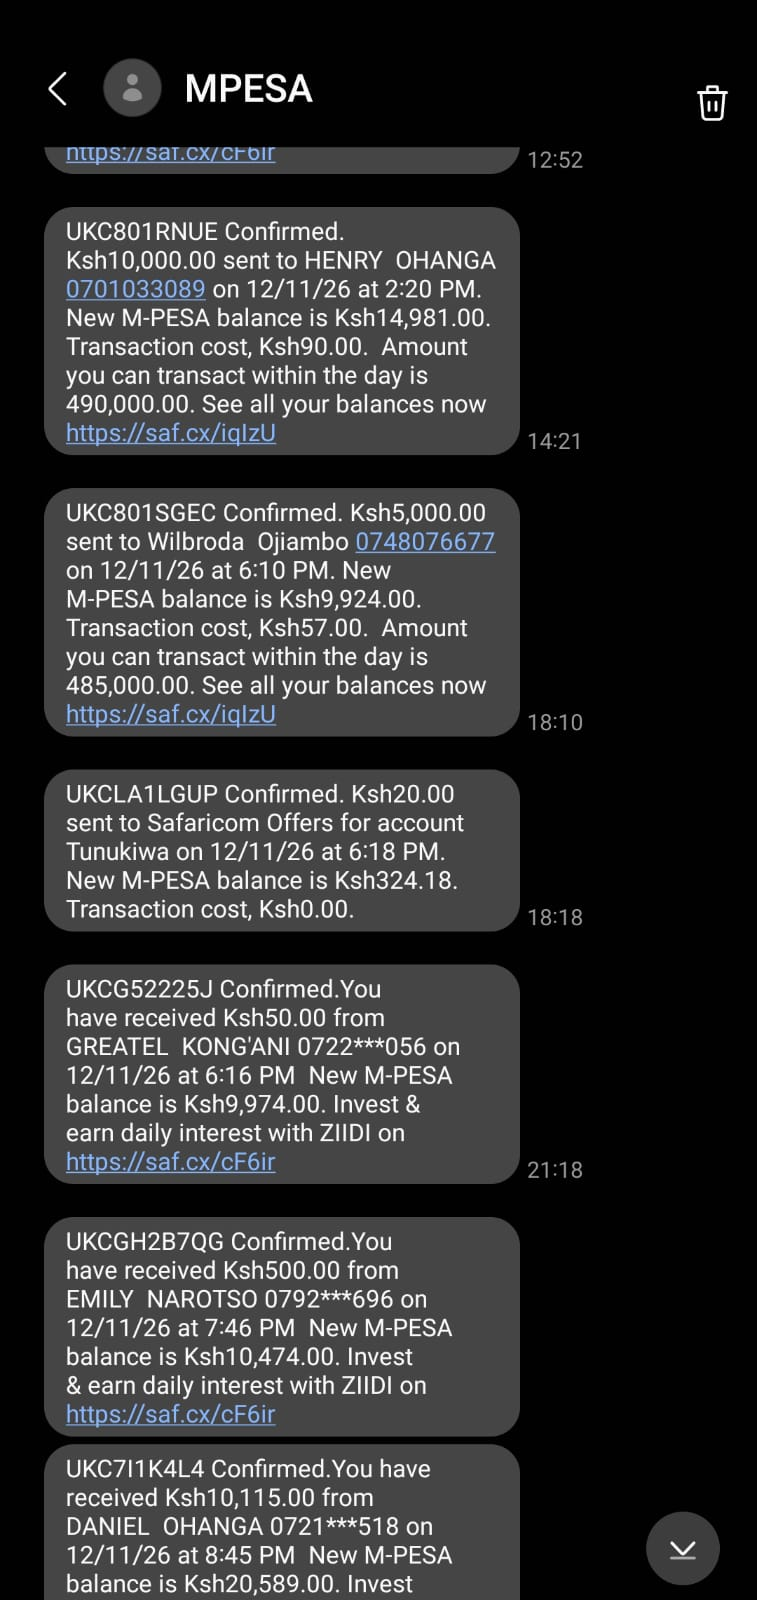 MPESA
https://saf.cx/cF6ir
12:52
UKC801RNUE Confirmed.
Ksh10,000.00 sent to HENRY  OHANGA
0701033089 on 12/11/26 at 2:20 PM.
New M-PESA balance is Ksh14,981.00.
Transaction cost, Ksh90.00.  Amount
you can transact within the day is
490,000.00. See all your balances now
https://saf.cx/iqIzU
14:21
UKC801SGEC Confirmed. Ksh5,000.00
sent to Wilbroda  Ojiambo 0748076677
on 12/11/26 at 6:10 PM. New
M-PESA balance is Ksh9,924.00.
Transaction cost, Ksh57.00.  Amount
you can transact within the day is
485,000.00. See all your balances now
https://saf.cx/iqIzU
18:10
UKCLA1LGUP Confirmed. Ksh20.00
sent to Safaricom Offers for account
Tunukiwa on 12/11/26 at 6:18 PM.
New M-PESA balance is Ksh324.18.
Transaction cost, Ksh0.00.
18:18
UKCG52225J Confirmed.You
have received Ksh50.00 from
GREATEL  KONG'ANI 0722***056 on
12/11/26 at 6:16 PM  New M-PESA
balance is Ksh9,974.00. Invest &
earn daily interest with ZIIDI on
https://saf.cx/cF6ir
21:18
UKCGH2B7QG Confirmed.You
have received Ksh500.00 from
EMILY  NAROTSO 0792***696 on
12/11/26 at 7:46 PM  New M-PESA
balance is Ksh10,474.00. Invest
& earn daily interest with ZIIDI on
https://saf.cx/cF6ir
UKC7I1K4L4 Confirmed.You have
received Ksh10,115.00 from
DANIEL  OHANGA 0721***518 on
12/11/26 at 8:45 PM  New M-PESA
balance is Ksh20,589.00. Invest